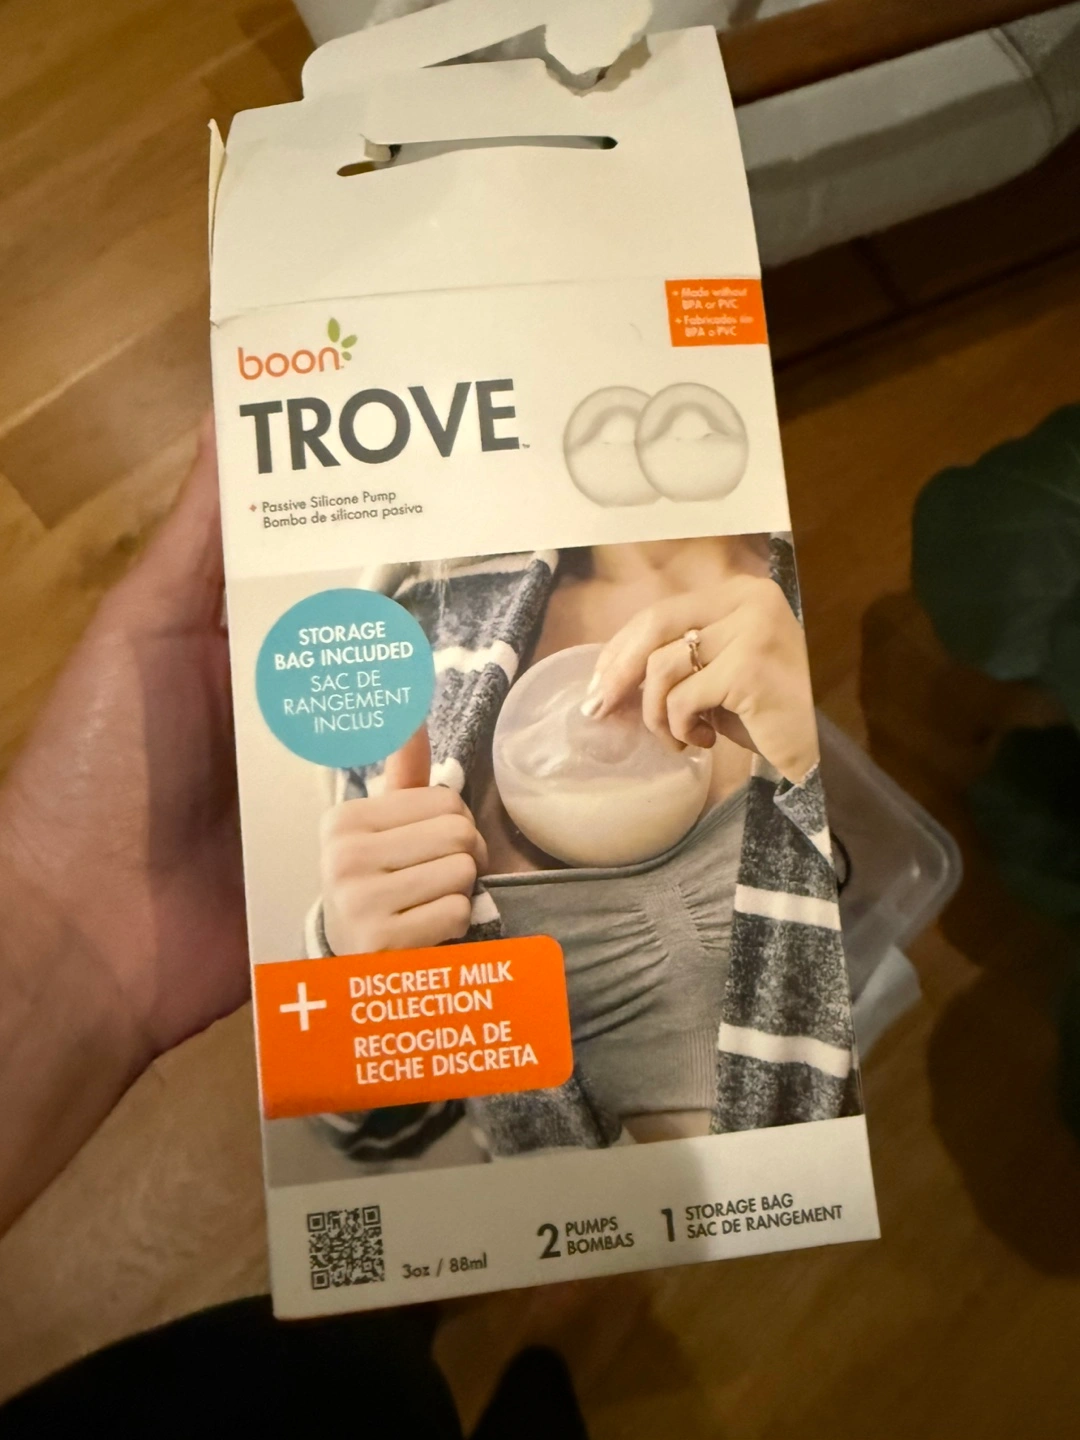 + Made without
BPA or PVC
+ Fabricados sin
BPA o PVC
boon™
TROVE™
+ Passive Silicone Pump
Bomba de silicona pasiva
STORAGE
BAG INCLUDED
SAC DE
RANGEMENT
INCLUS
+ DISCREET MILK
COLLECTION
RECOGIDA DE
LECHE DISCRETA
3oz / 88ml
2 PUMPS
BOMBAS
1 STORAGE BAG
SAC DE RANGEMENT